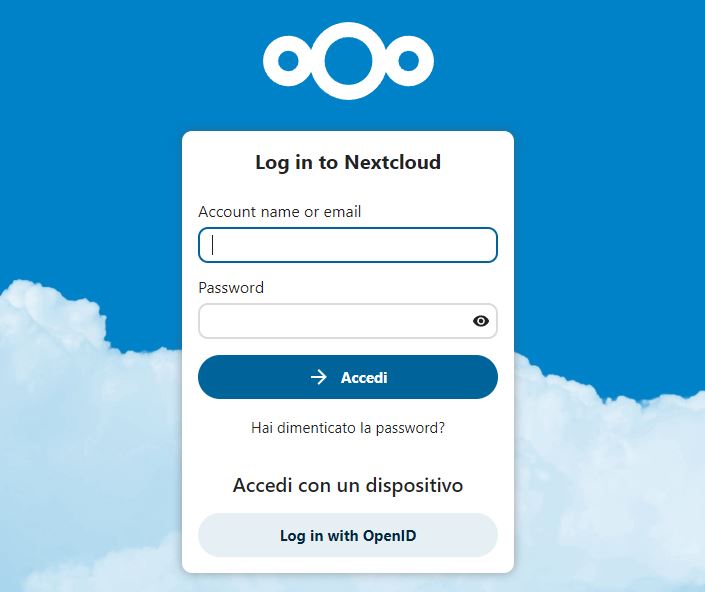 Log in to Nextcloud
Account name or email
Password
Accedi
Hai dimenticato la password?
Accedi con un dispositivo
Log in with OpenID